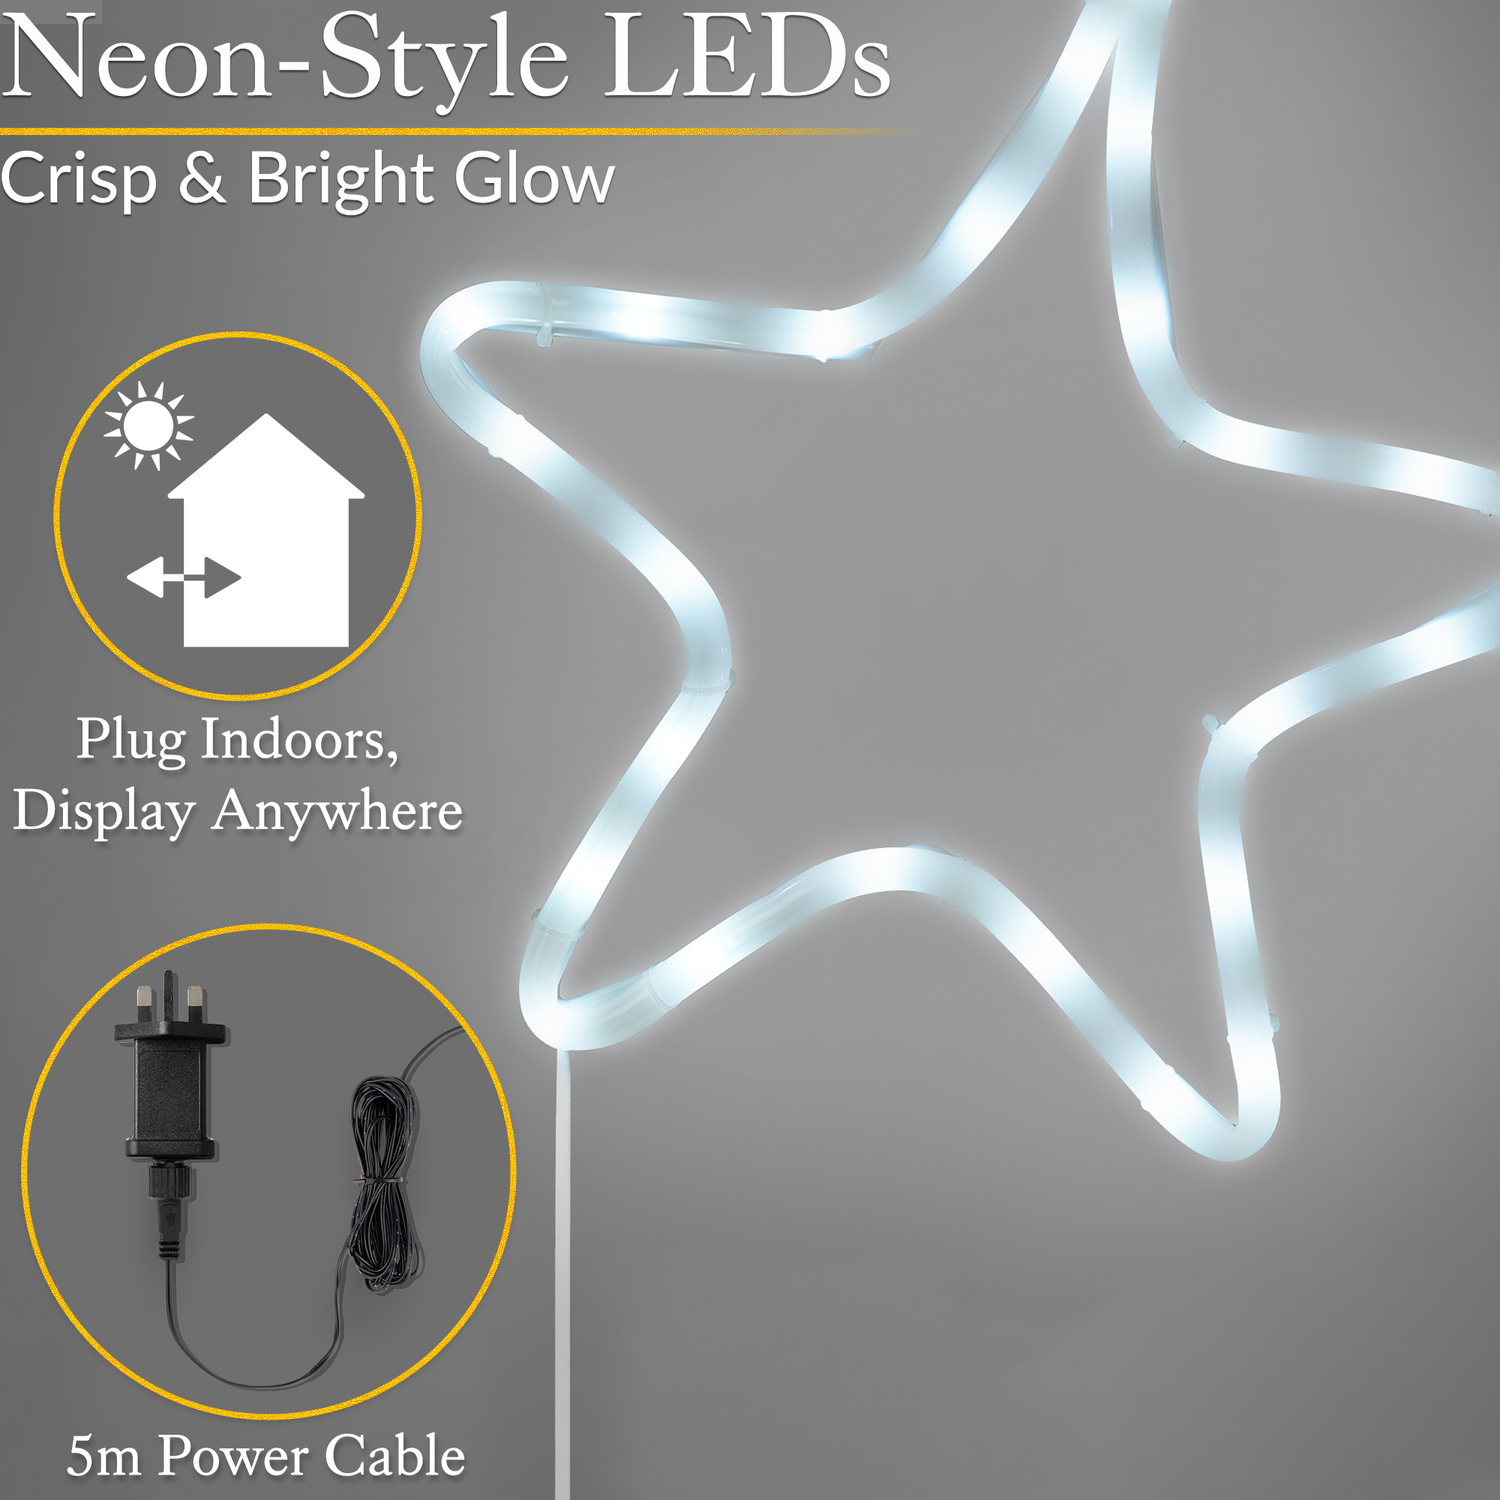 Neon-Style LEDs
Crisp & Bright Glow
Plug Indoors,
Display Anywhere
5m Power Cable